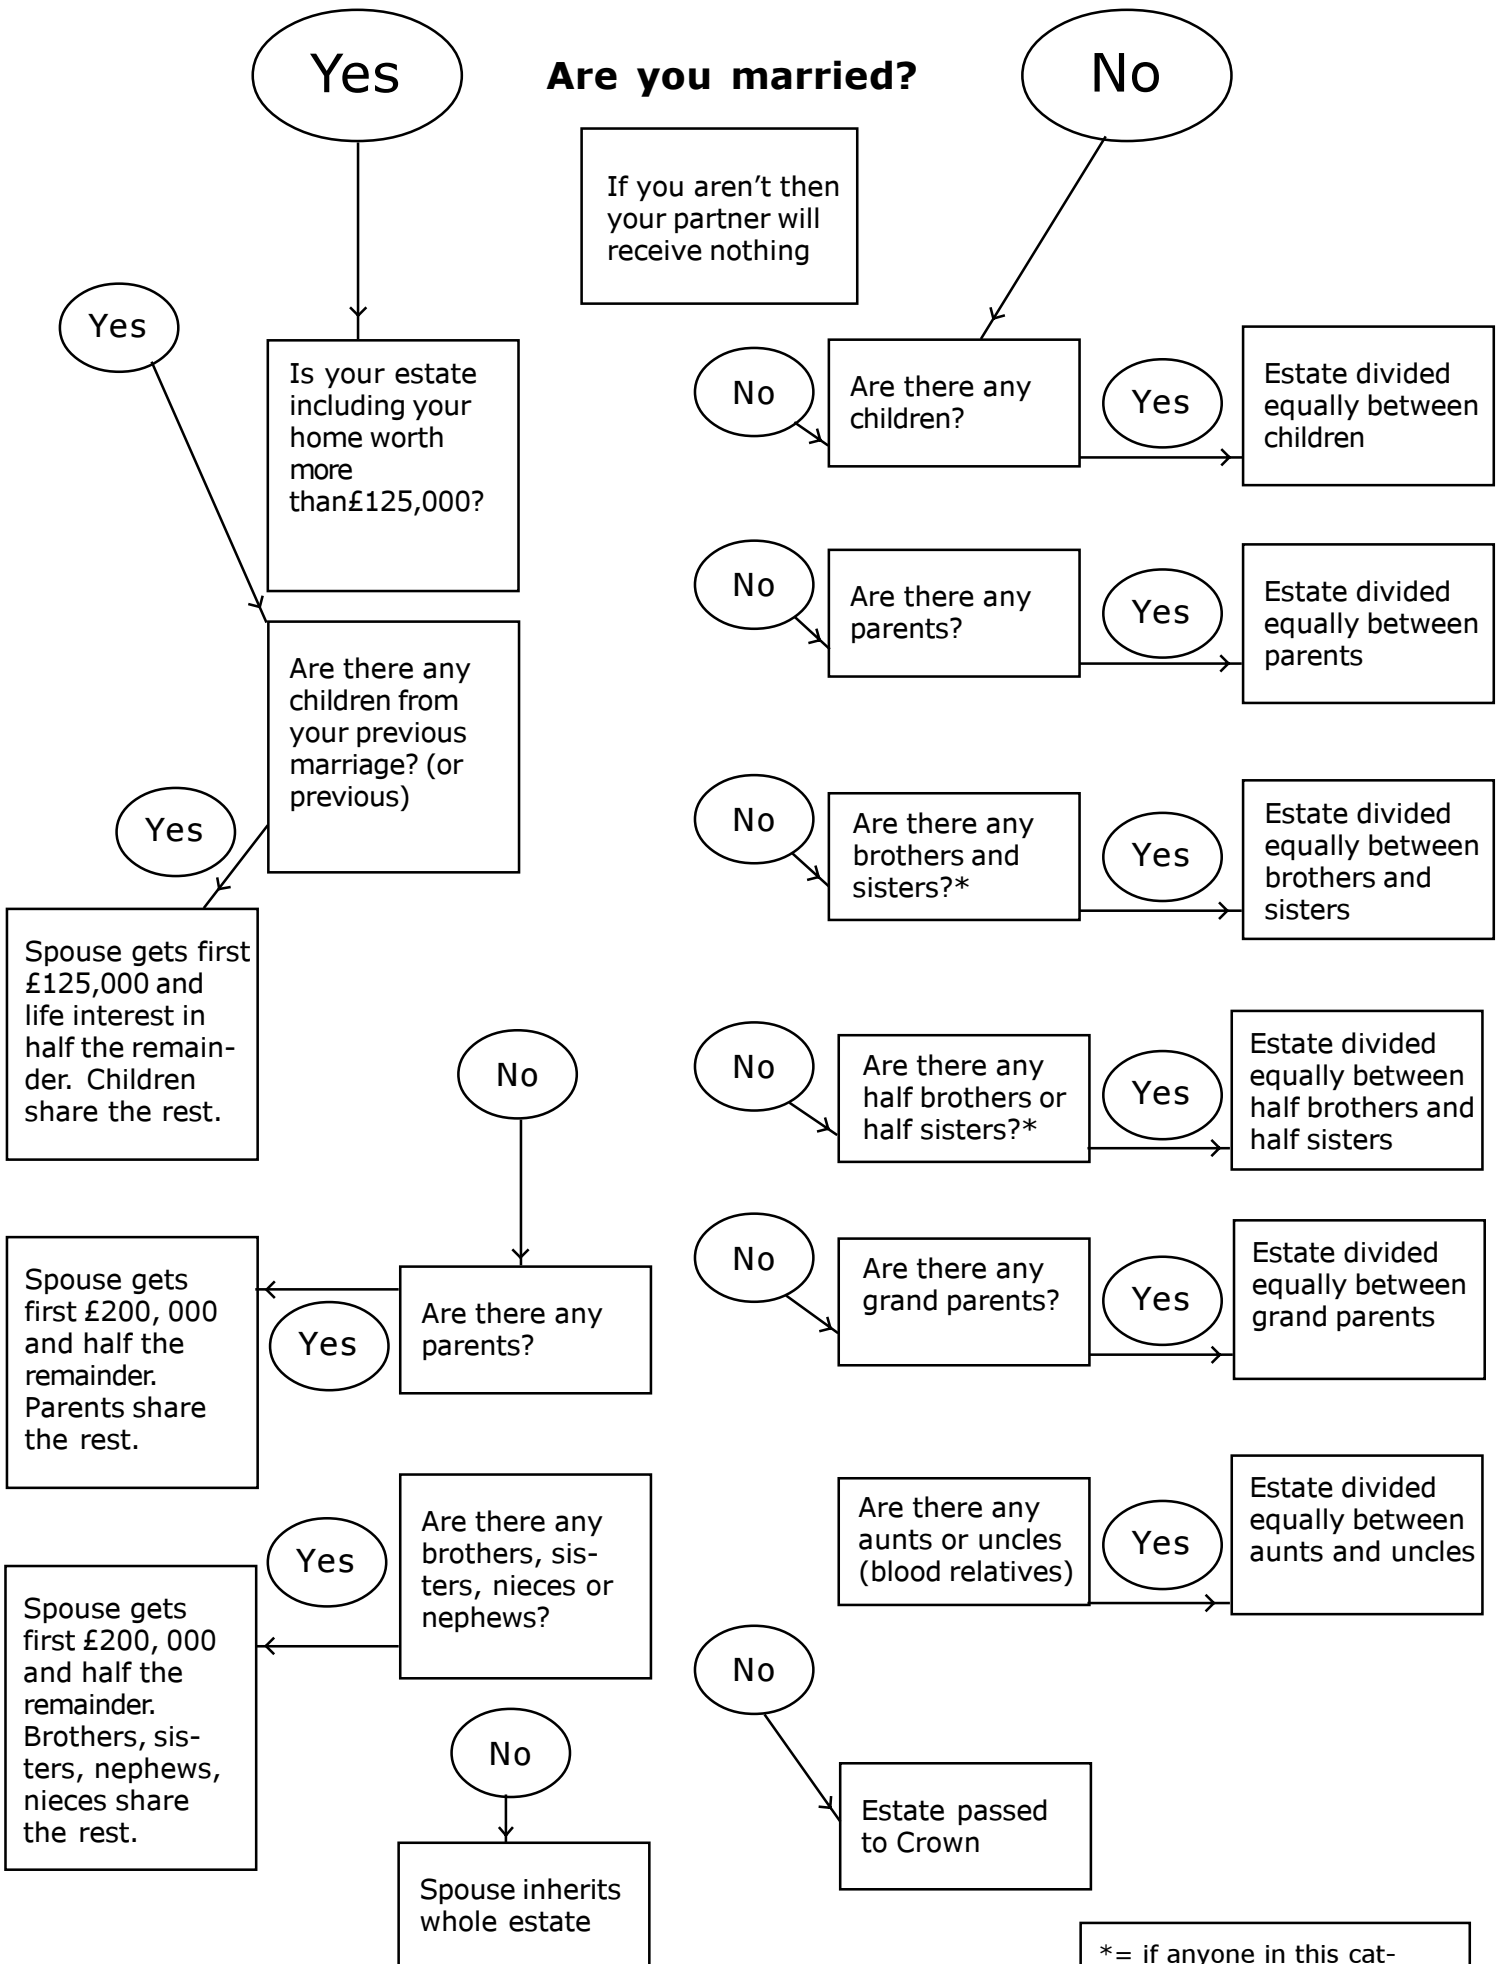 Yes
Are you married?
No
If you aren't then
your partner will
receive nothing
Yes
Is your estate
including your
home worth
more
than£125,000?
No
Are there any
children?
Yes
Estate divided
equally between
children
No
Are there any
parents?
Yes
Estate divided
equally between
parents
Are there any
children from
your previous
marriage? (or
previous)
Yes
No
Are there any
brothers and
sisters?*
Yes
Estate divided
equally between
brothers and
sisters
Spouse gets first
£125,000 and
life interest in
half the remain-
der. Children
share the rest.
No
No
Are there any
half brothers or
half sisters?*
Yes
Estate divided
equally between
half brothers and
half sisters
Spouse gets
first £200, 000
and half the
remainder.
Parents share
the rest.
Yes
Are there any
parents?
No
Are there any
grand parents?
Yes
Estate divided
equally between
grand parents
Yes
Are there any
brothers, sis-
ters, nieces or
nephews?
Are there any
aunts or uncles
(blood relatives)
Yes
Estate divided
equally between
aunts and uncles
Spouse gets
first £200, 000
and half the
remainder.
Brothers, sis-
ters, nephews,
nieces share
the rest.
No
No
Estate passed
to Crown
Spouse inherits
whole estate
*= if anyone in this cat-